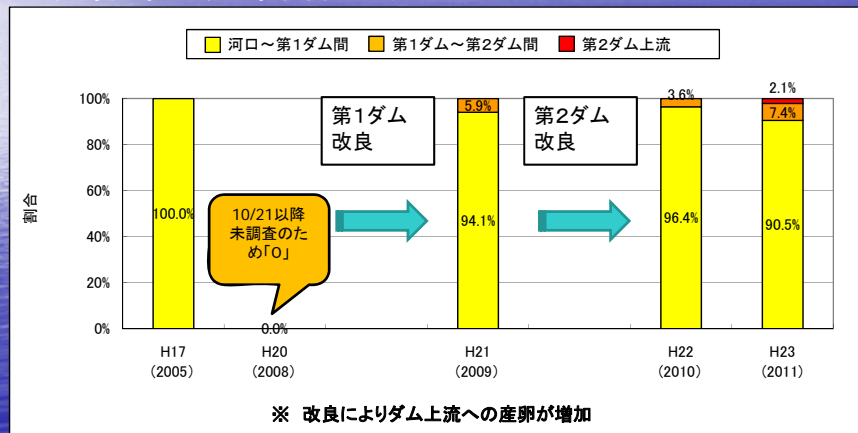 河口～第1ダム間 第1ダム～第2ダム間 第2ダム上流
割合
100%
80%
60%
40%
20%
0%
100.0%
10/21以降
未調査のた
め「0」
0.0%
第1ダム
改良
5.9%
94.1%
第2ダム
改良
3.6%
96.4%
2.1%
7.4%
90.5%
H17
（2005）
H20
（2008）
H21
（2009）
H22
（2010）
H23
（2011）
※ 改良によりダム上流への産卵が増加